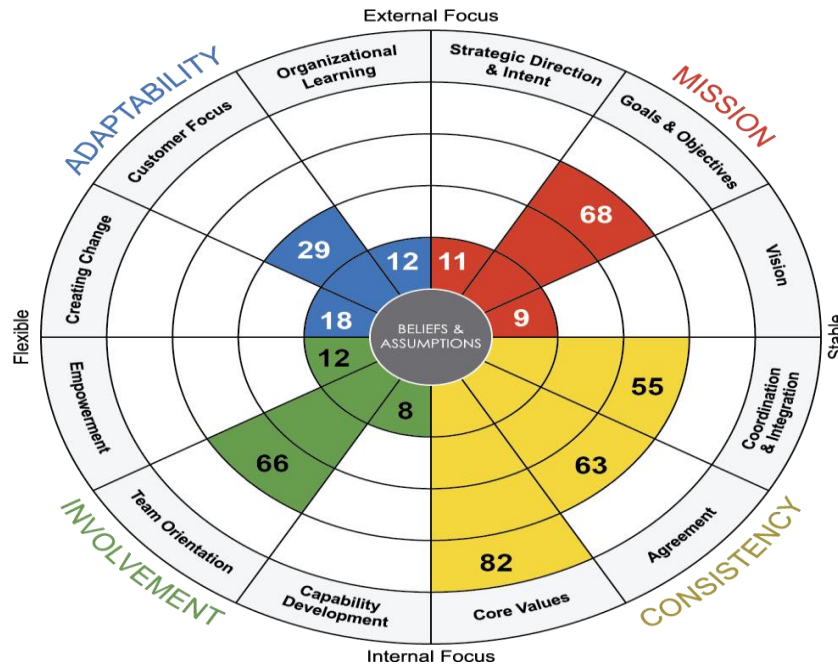 External Focus
ADAPTABILITY
MISSION
Organizational
Learning
Strategic Direction
& Intent
Customer Focus
Goals & Objectives
Creating Change
Vision
68
29
12
11
18
9
BELIEFS &
ASSUMPTIONS
Flexible
Stable
12
8
55
66
63
82
Empowerment
Coordination
& Integration
Team Orientation
Agreement
Capability
Development
Core Values
INVOLVEMENT
CONSISTENCY
Internal Focus